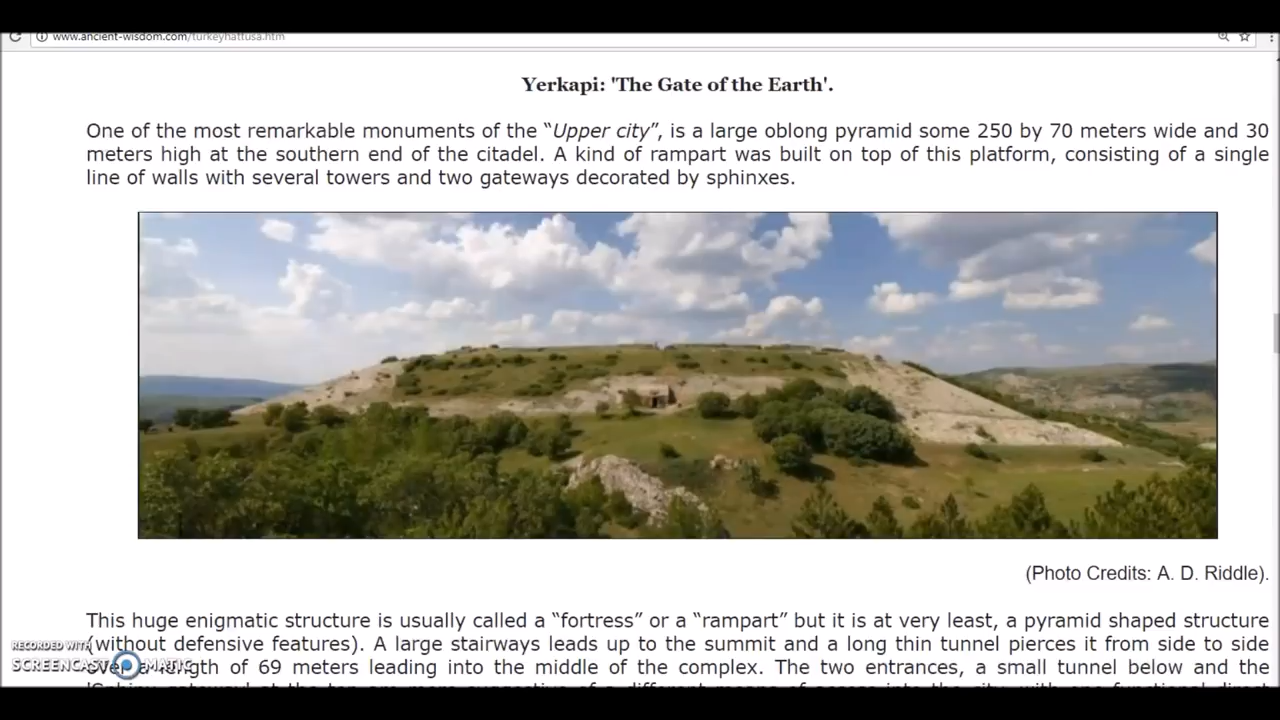 www.ancient-wisdom.com/turkeyhattusa.htm
Yerkapi: 'The Gate of the Earth'.
One of the most remarkable monuments of the “Upper city”, is a large oblong pyramid some 250 by 70 meters wide and 30
meters high at the southern end of the citadel. A kind of rampart was built on top of this platform, consisting of a single
line of walls with several towers and two gateways decorated by sphinxes.
(Photo Credits: A. D. Riddle).
This huge enigmatic structure is usually called a “fortress” or a “rampart” but it is at very least, a pyramid shaped structure
(without defensive features). A large stairways leads up to the summit and a long thin tunnel pierces it from side to side
length of 69 meters leading into the middle of the complex. The two entrances, a small tunnel below and the
RECORDED WITH
SCREENCAST-O-MATIC